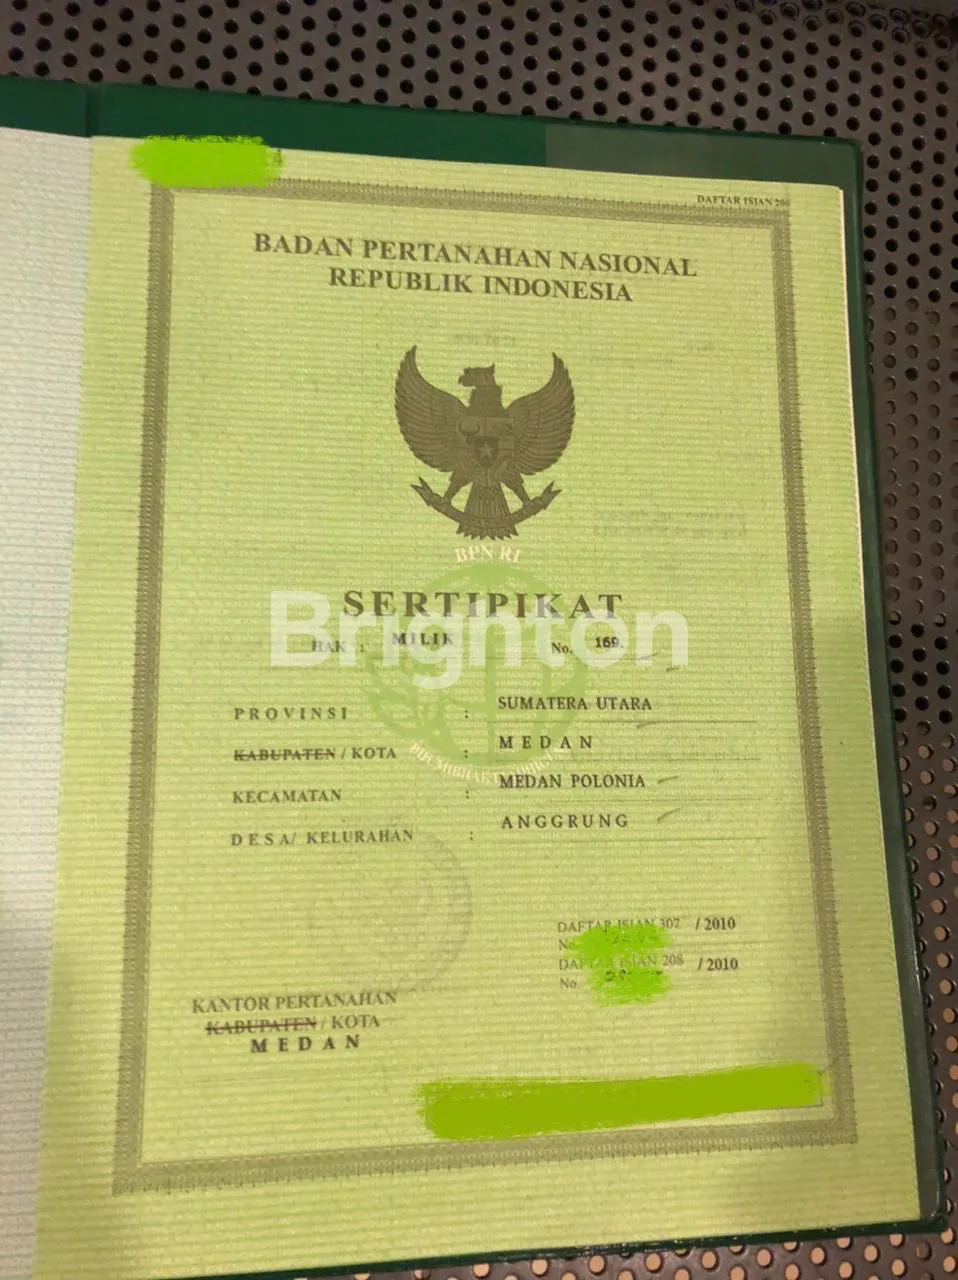 DAFTAR ISIAN 206
BADAN PERTANAHAN NASIONAL
REPUBLIK INDONESIA
BPN RI
SERTIPIKAT
Brighton
HAK : MILIK No. 169.
PROVINSI : SUMATERA UTARA
KABUPATEN / KOTA : MEDAN
KECAMATAN : MEDAN POLONIA
DESA/ KELURAHAN : ANGGRUNG
DAFTAR ISIAN 307 / 2010
No.
DAFTAR ISIAN 208 / 2010
No.
KANTOR PERTANAHAN
KABUPATEN / KOTA
MEDAN